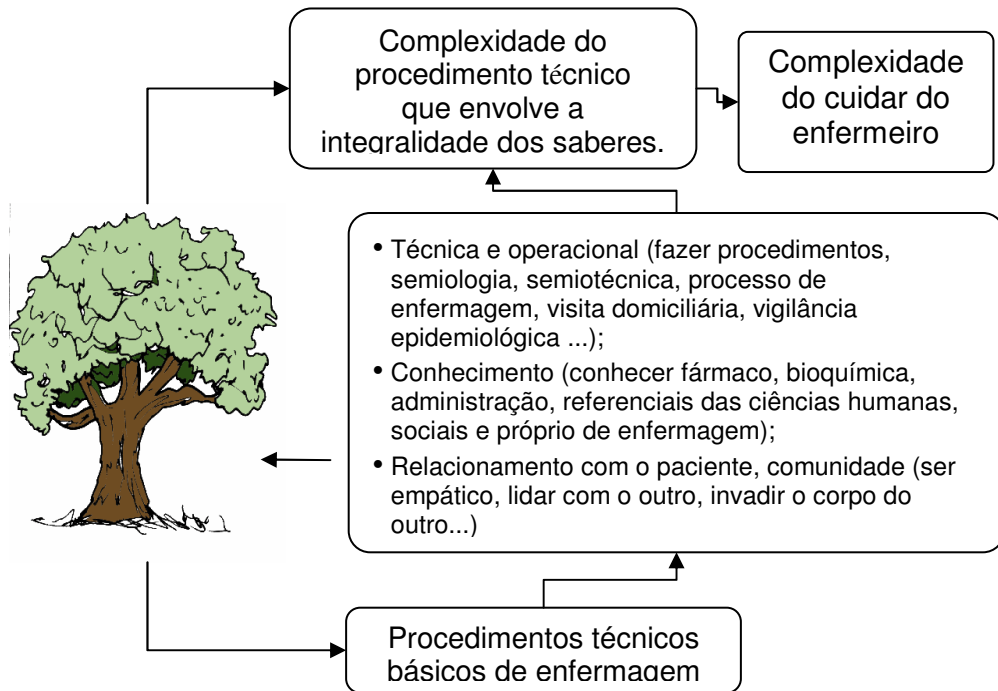 Complexidade do
procedimento técnico
que envolve a
integralidade dos saberes.
Complexidade
do cuidar do
enfermeiro
• Técnica e operacional (fazer procedimentos,
semiologia, semiotécnica, processo de
enfermagem, visita domiciliária, vigilância
epidemiológica ...);
• Conhecimento (conhecer fármaco, bioquímica,
administração, referenciais das ciências humanas,
sociais e próprio de enfermagem);
• Relacionamento com o paciente, comunidade (ser
empático, lidar com o outro, invadir o corpo do
outro...)
Procedimentos técnicos
básicos de enfermagem